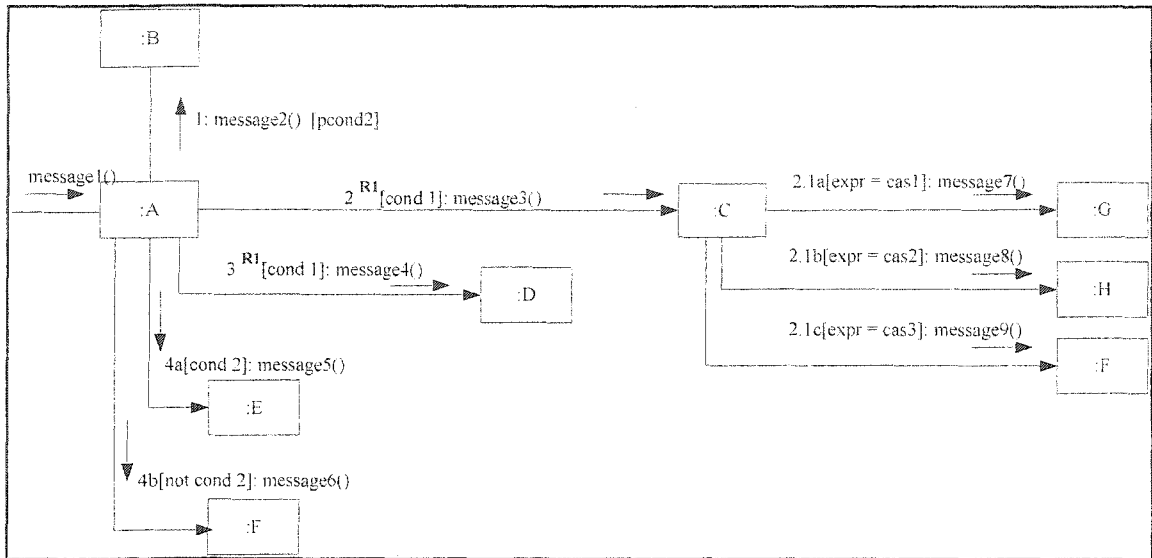 :B
1: message2() [pcond2]
message1()
:A
2 R1[cond 1]: message3()
:C
2.1a[expr = cas1]: message7()
:G
3 R1[cond 1]: message4()
:D
2.1b[expr = cas2]: message8()
:H
2.1c[expr = cas3]: message9()
:F
4a[cond 2]: message5()
:E
4b[not cond 2]: message6()
:F